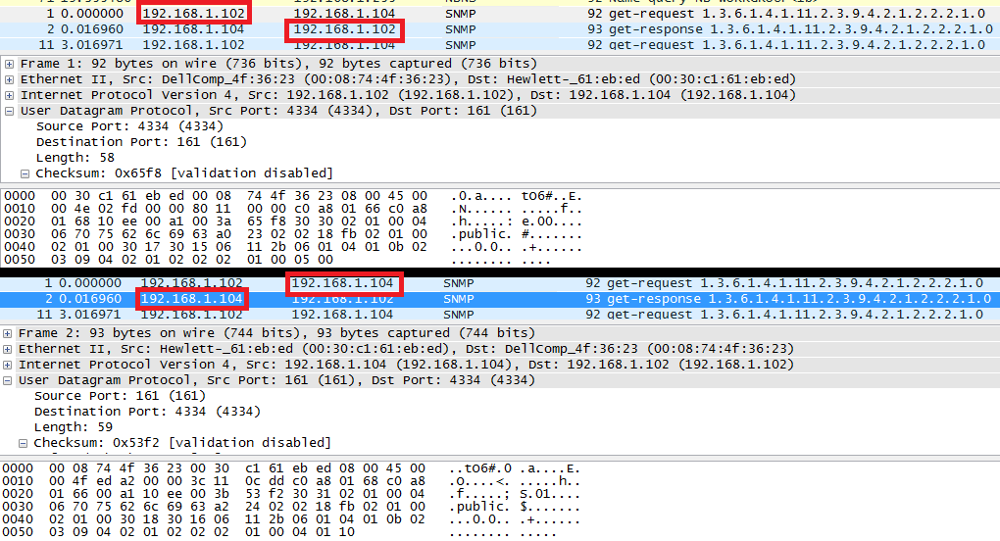 92 Name query NB WORKGROUP<1b>
1 0.000000 192.168.1.102 192.168.1.104 SNMP 92 get-request 1.3.6.1.4.1.11.2.3.9.4.2.1.2.2.2.1.0
2 0.016960 192.168.1.104 192.168.1.102 SNMP 93 get-response 1.3.6.1.4.1.11.2.3.9.4.2.1.2.2.2.1.0
11 3.016971 192.168.1.102 192.168.1.104 SNMP 92 get-request 1.3.6.1.4.1.11.2.3.9.4.2.1.2.2.2.1.0
Frame 1: 92 bytes on wire (736 bits), 92 bytes captured (736 bits)
Ethernet II, Src: DellComp_4f:36:23 (00:08:74:4f:36:23), Dst: Hewlett-_61:eb:ed (00:30:c1:61:eb:ed)
Internet Protocol Version 4, Src: 192.168.1.102 (192.168.1.102), Dst: 192.168.1.104 (192.168.1.104)
User Datagram Protocol, Src Port: 4334 (4334), Dst Port: 161 (161)
Source Port: 4334 (4334)
Destination Port: 161 (161)
Length: 58
Checksum: 0x65f8 [validation disabled]
0000 00 30 c1 61 eb ed 00 08 74 4f 36 23 08 00 45 00 .0.a.... tO6#..E.
0010 00 4e 02 fd 00 00 80 11 00 00 c0 a8 01 66 c0 a8 .N...... .....f..
0020 01 68 10 ee 00 a1 00 3a 65 f8 30 30 02 01 00 04 .h.....: e.00....
0030 06 70 75 62 6c 69 63 a0 23 02 02 18 fb 02 01 00 .public. #.......
0040 02 01 00 30 17 30 15 06 11 2b 06 01 04 01 0b 02 ...0.0.. .+......
0050 03 09 04 02 01 02 02 02 01 00 05 00 ........ ....
1 0.000000 192.168.1.102 192.168.1.104 SNMP 92 get-request 1.3.6.1.4.1.11.2.3.9.4.2.1.2.2.2.1.0
2 0.016960 192.168.1.104 192.168.1.102 SNMP 93 get-response 1.3.6.1.4.1.11.2.3.9.4.2.1.2.2.2.1.0
11 3.016971 192.168.1.102 192.168.1.104 SNMP 92 get-request 1.3.6.1.4.1.11.2.3.9.4.2.1.2.2.2.1.0
Frame 2: 93 bytes on wire (744 bits), 93 bytes captured (744 bits)
Ethernet II, Src: Hewlett-_61:eb:ed (00:30:c1:61:eb:ed), Dst: DellComp_4f:36:23 (00:08:74:4f:36:23)
Internet Protocol Version 4, Src: 192.168.1.104 (192.168.1.104), Dst: 192.168.1.102 (192.168.1.102)
User Datagram Protocol, Src Port: 161 (161), Dst Port: 4334 (4334)
Source Port: 161 (161)
Destination Port: 4334 (4334)
Length: 59
Checksum: 0x53f2 [validation disabled]
0000 00 08 74 4f 36 23 00 30 c1 61 eb ed 08 00 45 00 ..tO6#.0 .a....E.
0010 00 4f ed a2 00 00 3c 11 0c dd c0 a8 01 68 c0 a8 .O....<. .....h..
0020 01 66 00 a1 10 ee 00 3b 53 f2 30 31 02 01 00 04 .f.....; S.01....
0030 06 70 75 62 6c 69 63 a2 24 02 02 18 fb 02 01 00 .public. $.......
0040 02 01 00 30 18 30 16 06 11 2b 06 01 04 01 0b 02 ...0.0.. .+......
0050 03 09 04 02 01 02 02 02 01 00 04 01 10 ........ .....